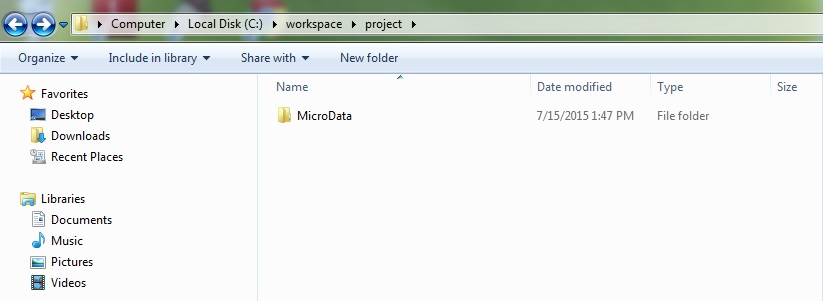 Computer Local Disk (C:) workspace project
Organize Include in library Share with New folder
Favorites
Desktop
Downloads
Recent Places
Libraries
Documents
Music
Pictures
Videos
Name Date modified Type Size
MicroData 7/15/2015 1:47 PM File folder